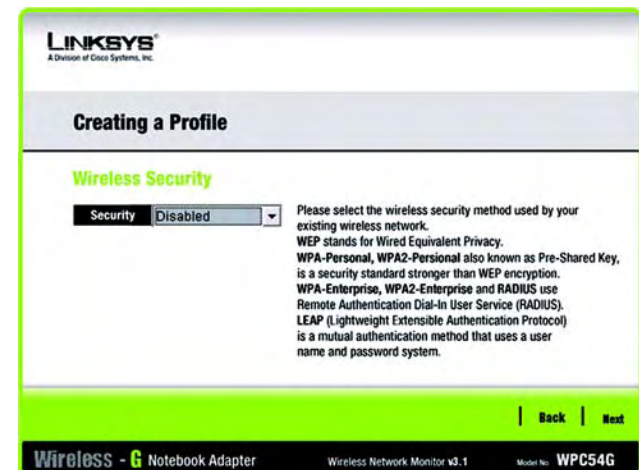 LINKSYS®
A Division of Cisco Systems, Inc.
Creating a Profile
Wireless Security
Security Disabled
Please select the wireless security method used by your
existing wireless network.
WEP stands for Wired Equivalent Privacy.
WPA-Personal, WPA2-Persional also known as Pre-Shared Key,
is a security standard stronger than WEP encryption.
WPA-Enterprise, WPA2-Enterprise and RADIUS use
Remote Authentication Dial-In User Service (RADIUS).
LEAP (Lightweight Extensible Authentication Protocol)
is a mutual authentication method that uses a user
name and password system.
Back Next
Wireless - G Notebook Adapter Wireless Network Monitor v3.1 Model No. WPC54G